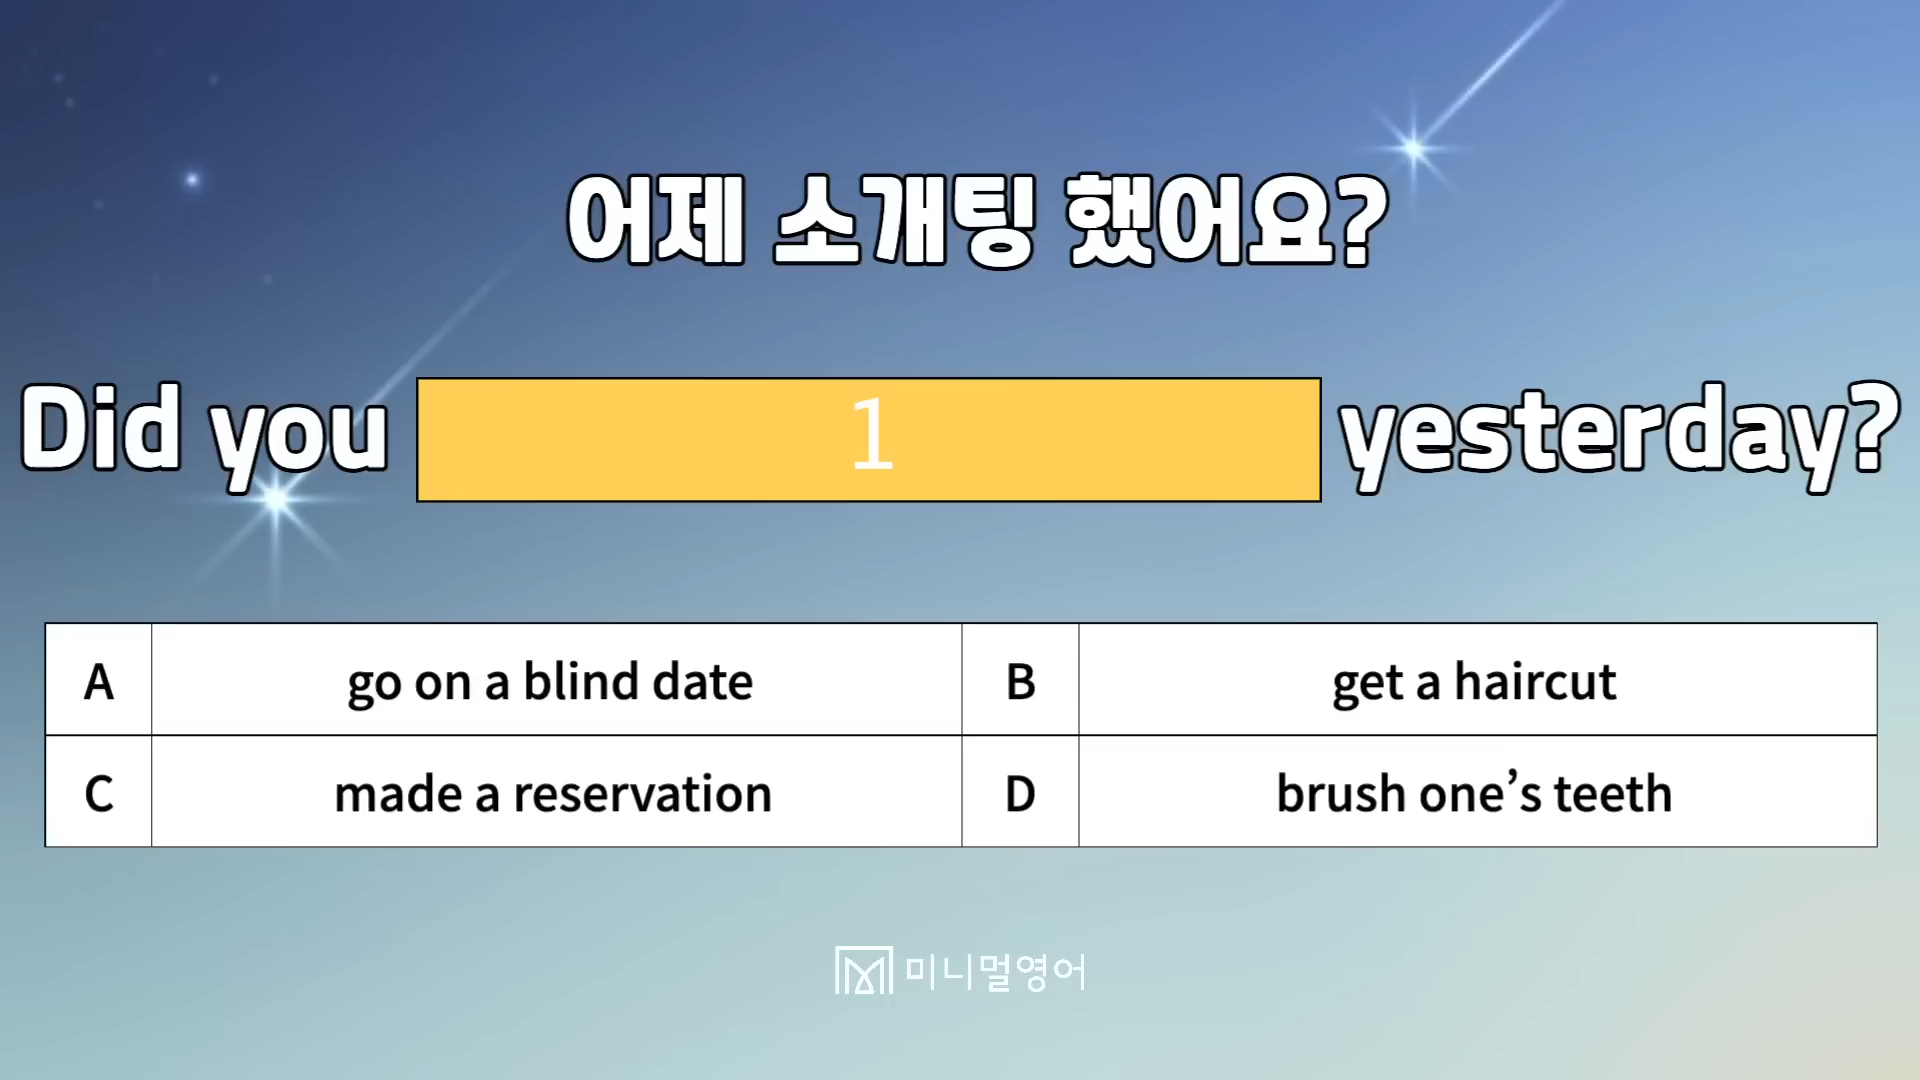 어제 소개팅 했어요?
Did you 1 yesterday?
A go on a blind date B get a haircut
C made a reservation D brush one’s teeth
미니멀영어